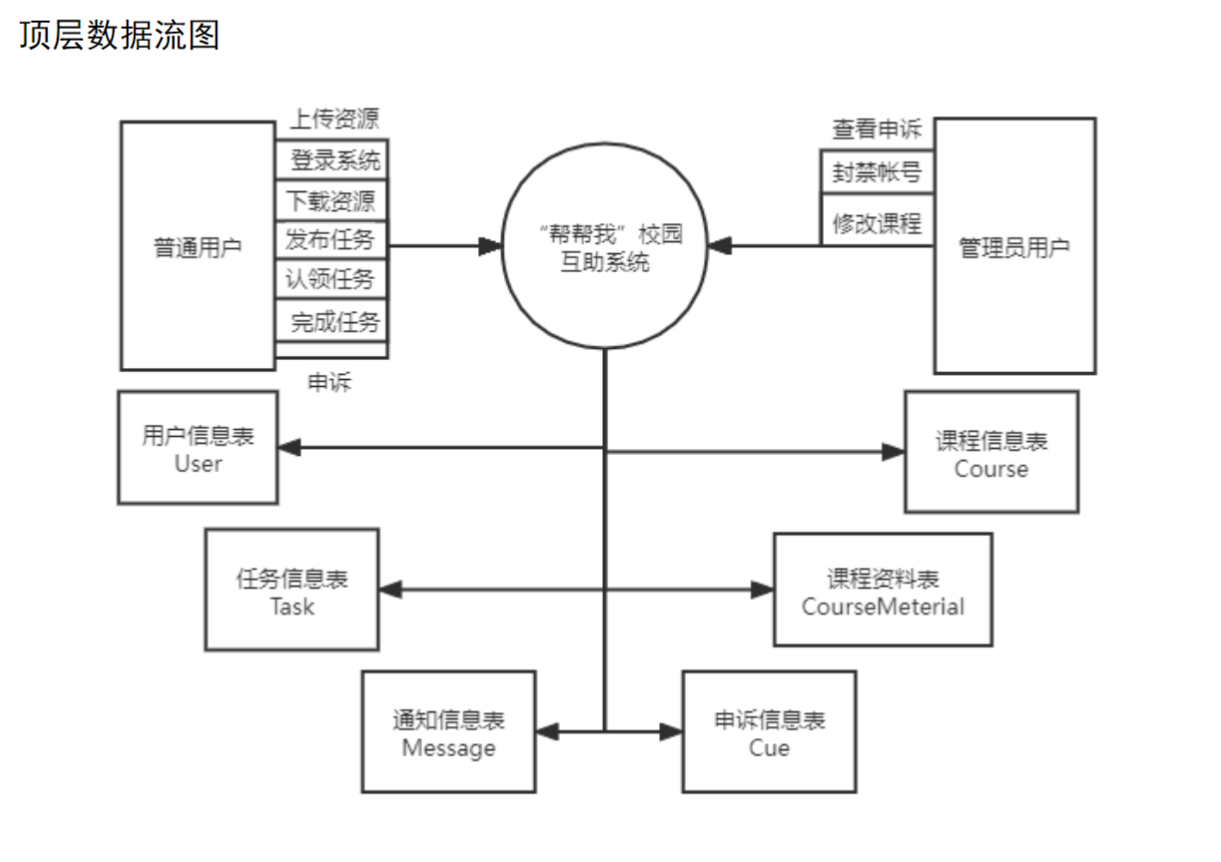 顶层数据流图
上传资源
登录系统
下载资源
发布任务
认领任务
完成任务
申诉
普通用户
“帮帮我”校园
互助系统
查看申诉
封禁帐号
修改课程
管理员用户
用户信息表
User
课程信息表
Course
任务信息表
Task
课程资料表
CourseMeterial
通知信息表
Message
申诉信息表
Cue